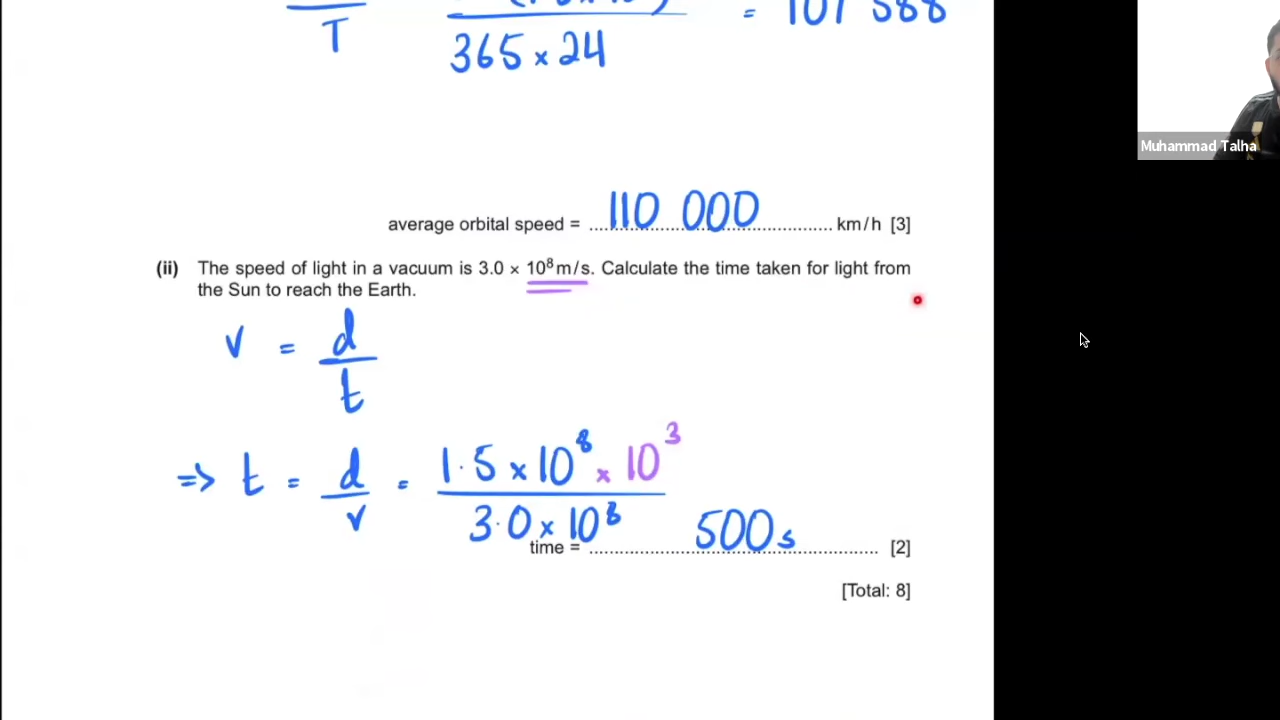 T
365 × 24
= 107 588
Muhammad Talha
average orbital speed = 110 000 km/h [3]
(ii) The speed of light in a vacuum is 3.0 × 10⁸ m/s. Calculate the time taken for light from
the Sun to reach the Earth.
v = d / t
=> t = d / v = 1.5 × 10⁸ × 10³ / 3.0 × 10⁸
time = 500s [2]
[Total: 8]